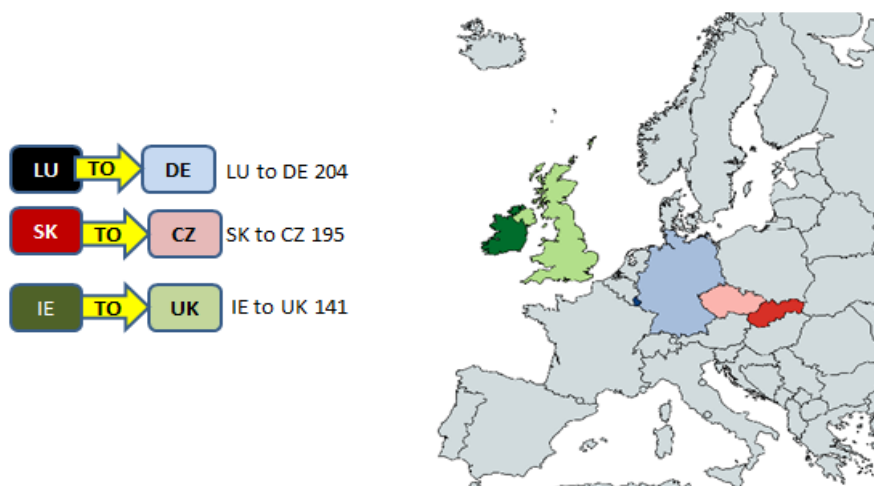 LU TO DE LU to DE 204
SK TO CZ SK to CZ 195
IE TO UK IE to UK 141